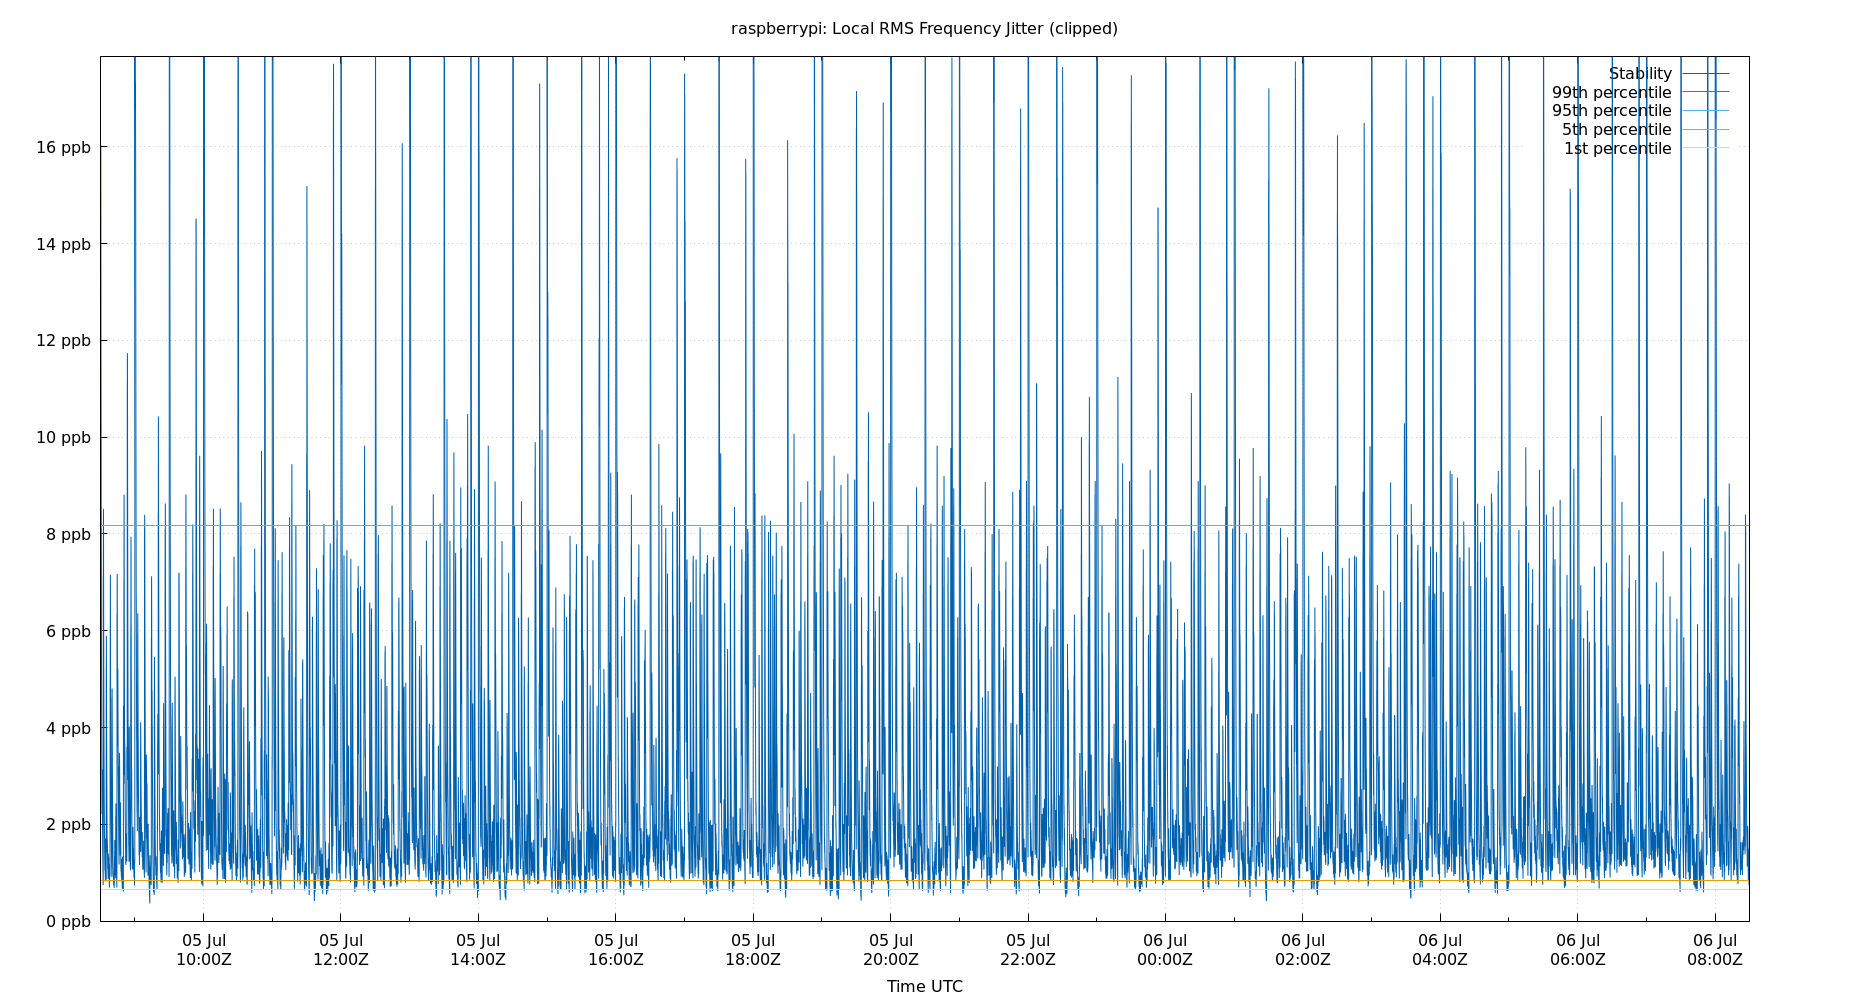 raspberrypi: Local RMS Frequency Jitter (clipped)
Stability
99th percentile
95th percentile
5th percentile
1st percentile
16 ppb
14 ppb
12 ppb
10 ppb
8 ppb
6 ppb
4 ppb
2 ppb
0 ppb
05 Jul 05 Jul 05 Jul 05 Jul 05 Jul 05 Jul 05 Jul 06 Jul 06 Jul 06 Jul 06 Jul 06 Jul
10:00Z 12:00Z 14:00Z 16:00Z 18:00Z 20:00Z 22:00Z 00:00Z 02:00Z 04:00Z 06:00Z 08:00Z
Time UTC